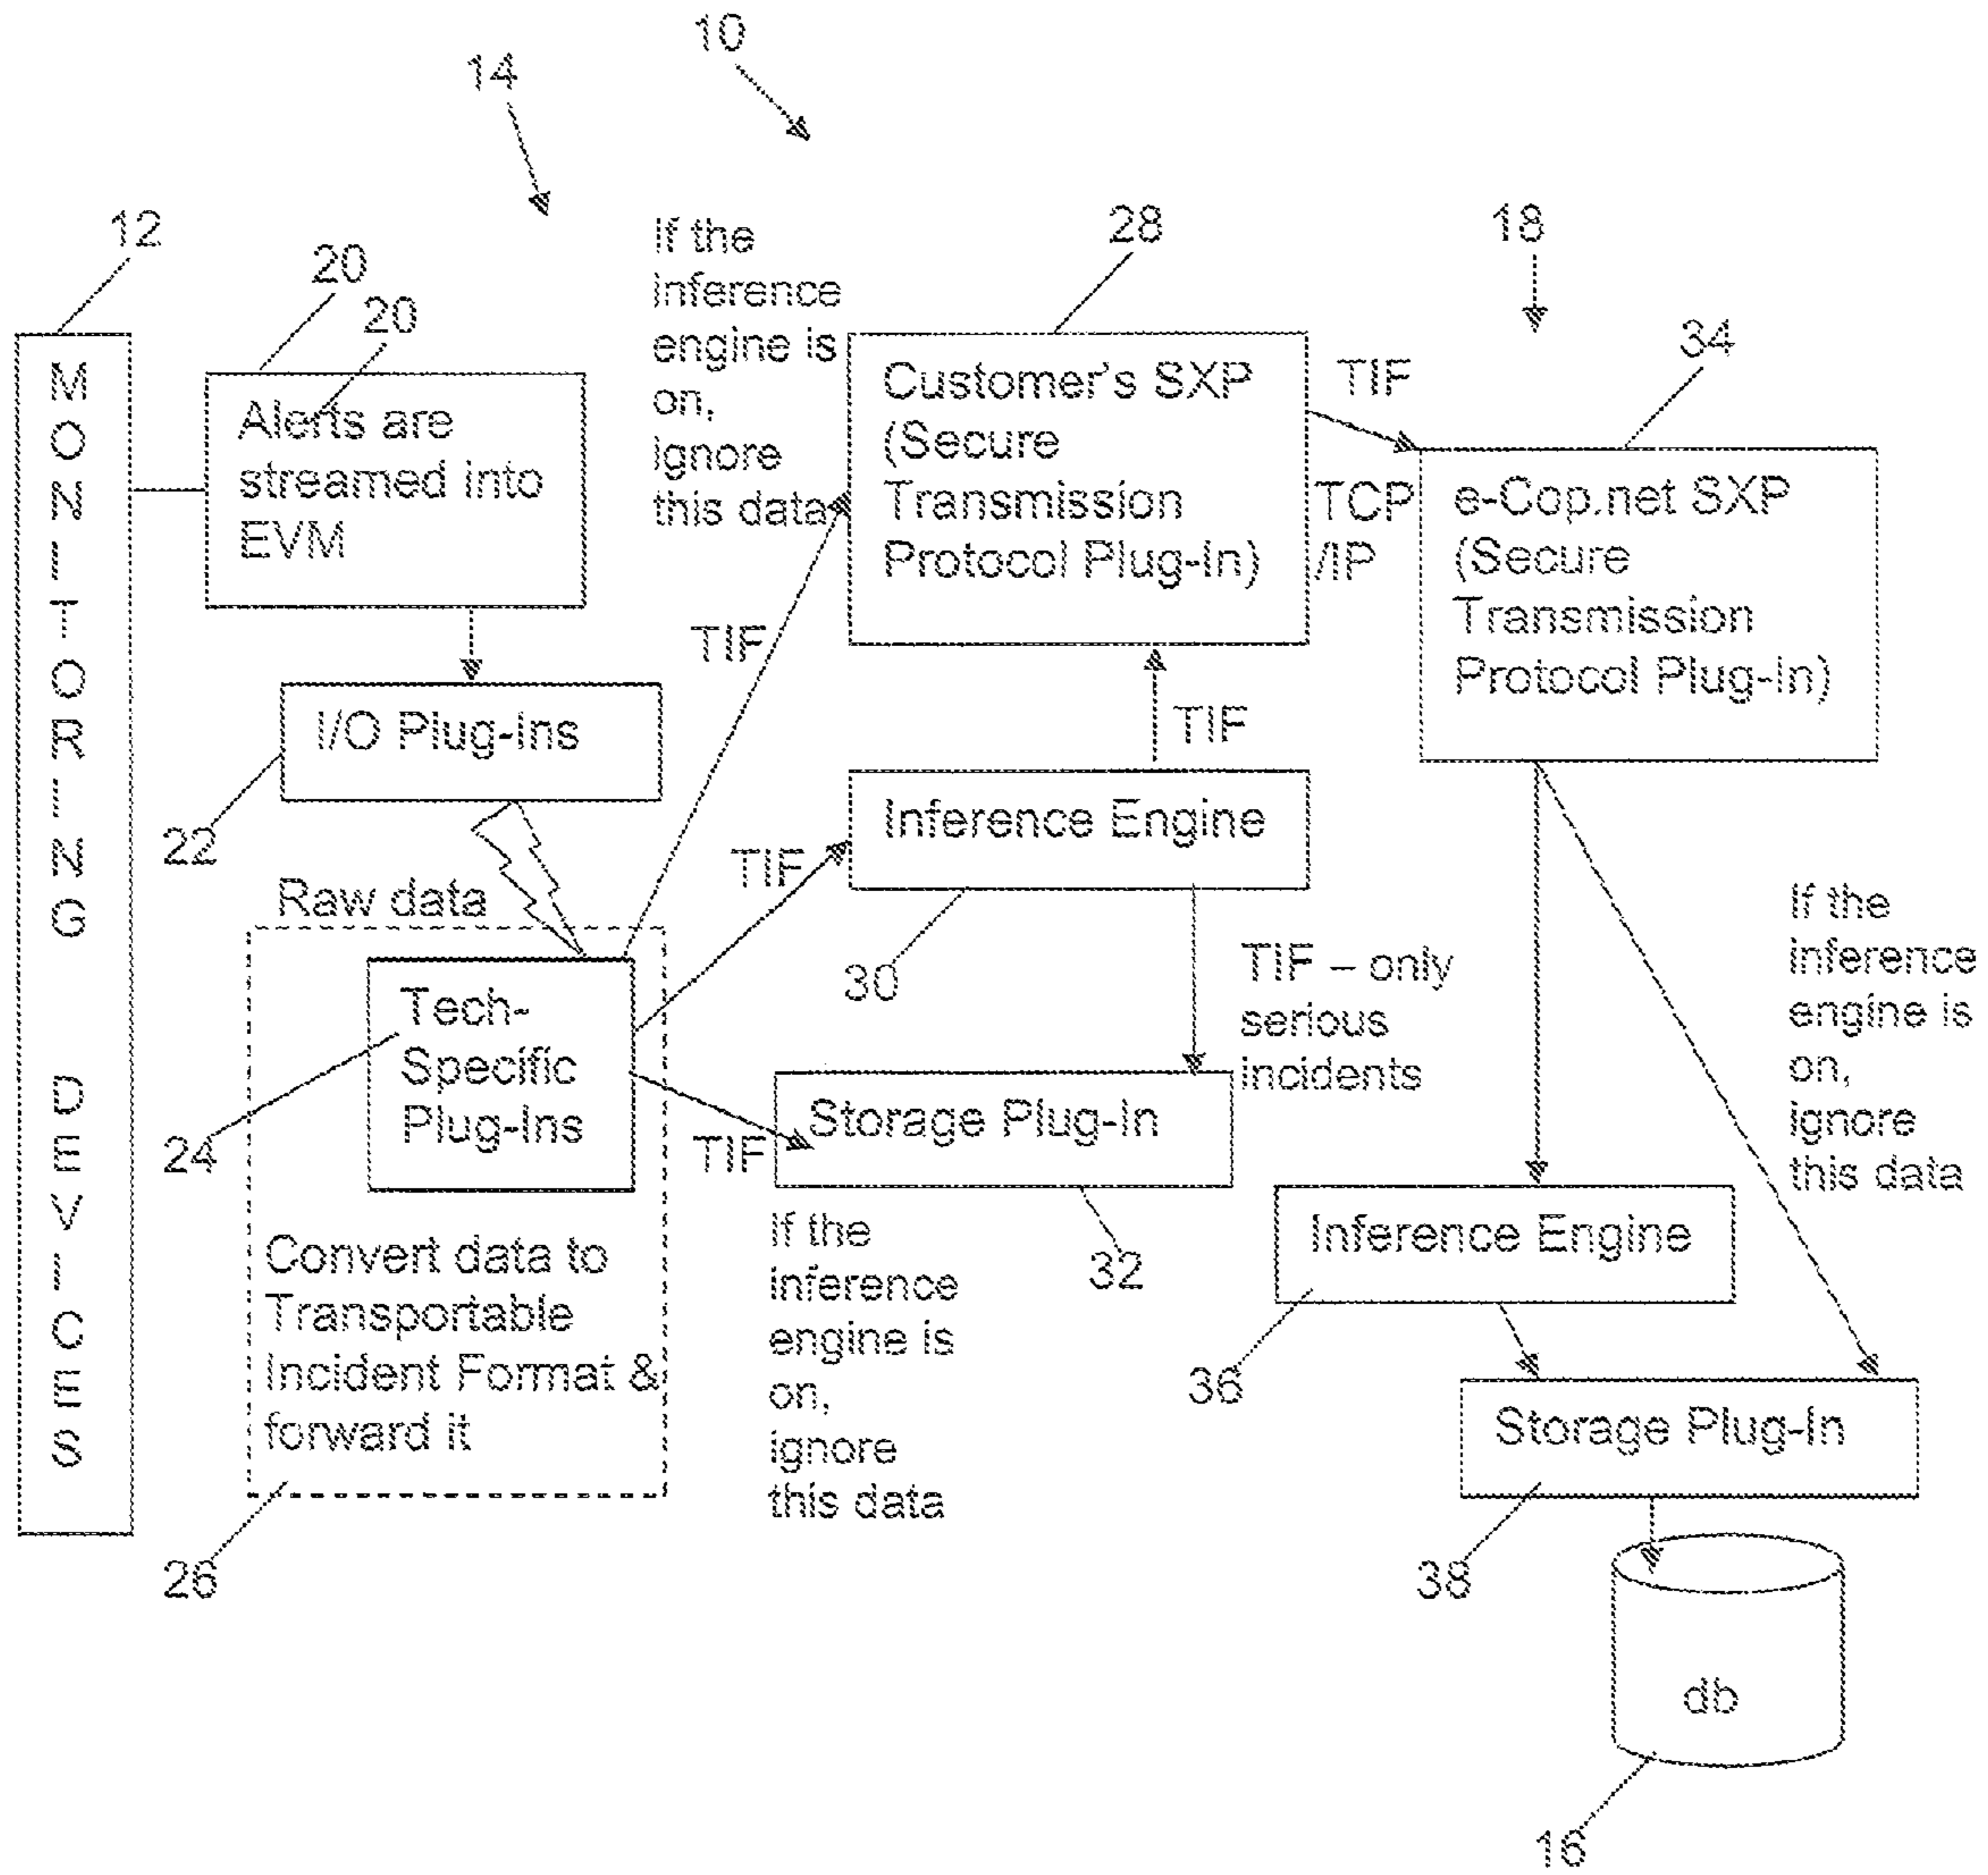 10
14
12
20
20
28
18
34
MONITORING DEVICES
Alerts are
streamed into
EVM
If the
inference
engine is
on,
ignore
this data
Customer's SXP
(Secure
Transmission
Protocol Plug-In)
TIF
TCP
/IP
e-Cop.net SXP
(Secure
Transmission
Protocol Plug-In)
TIF
I/O Plug-Ins
22
TIF
Inference Engine
30
TIF
Raw data
Tech-
Specific
Plug-Ins
24
TIF
Storage Plug-In
32
TIF – only
serious
incidents
If the
inference
engine is
on,
ignore
this data
Convert data to
Transportable
Incident Format &
forward it
26
If the
inference
engine is
on,
ignore
this data
Inference Engine
36
Storage Plug-In
38
db
16